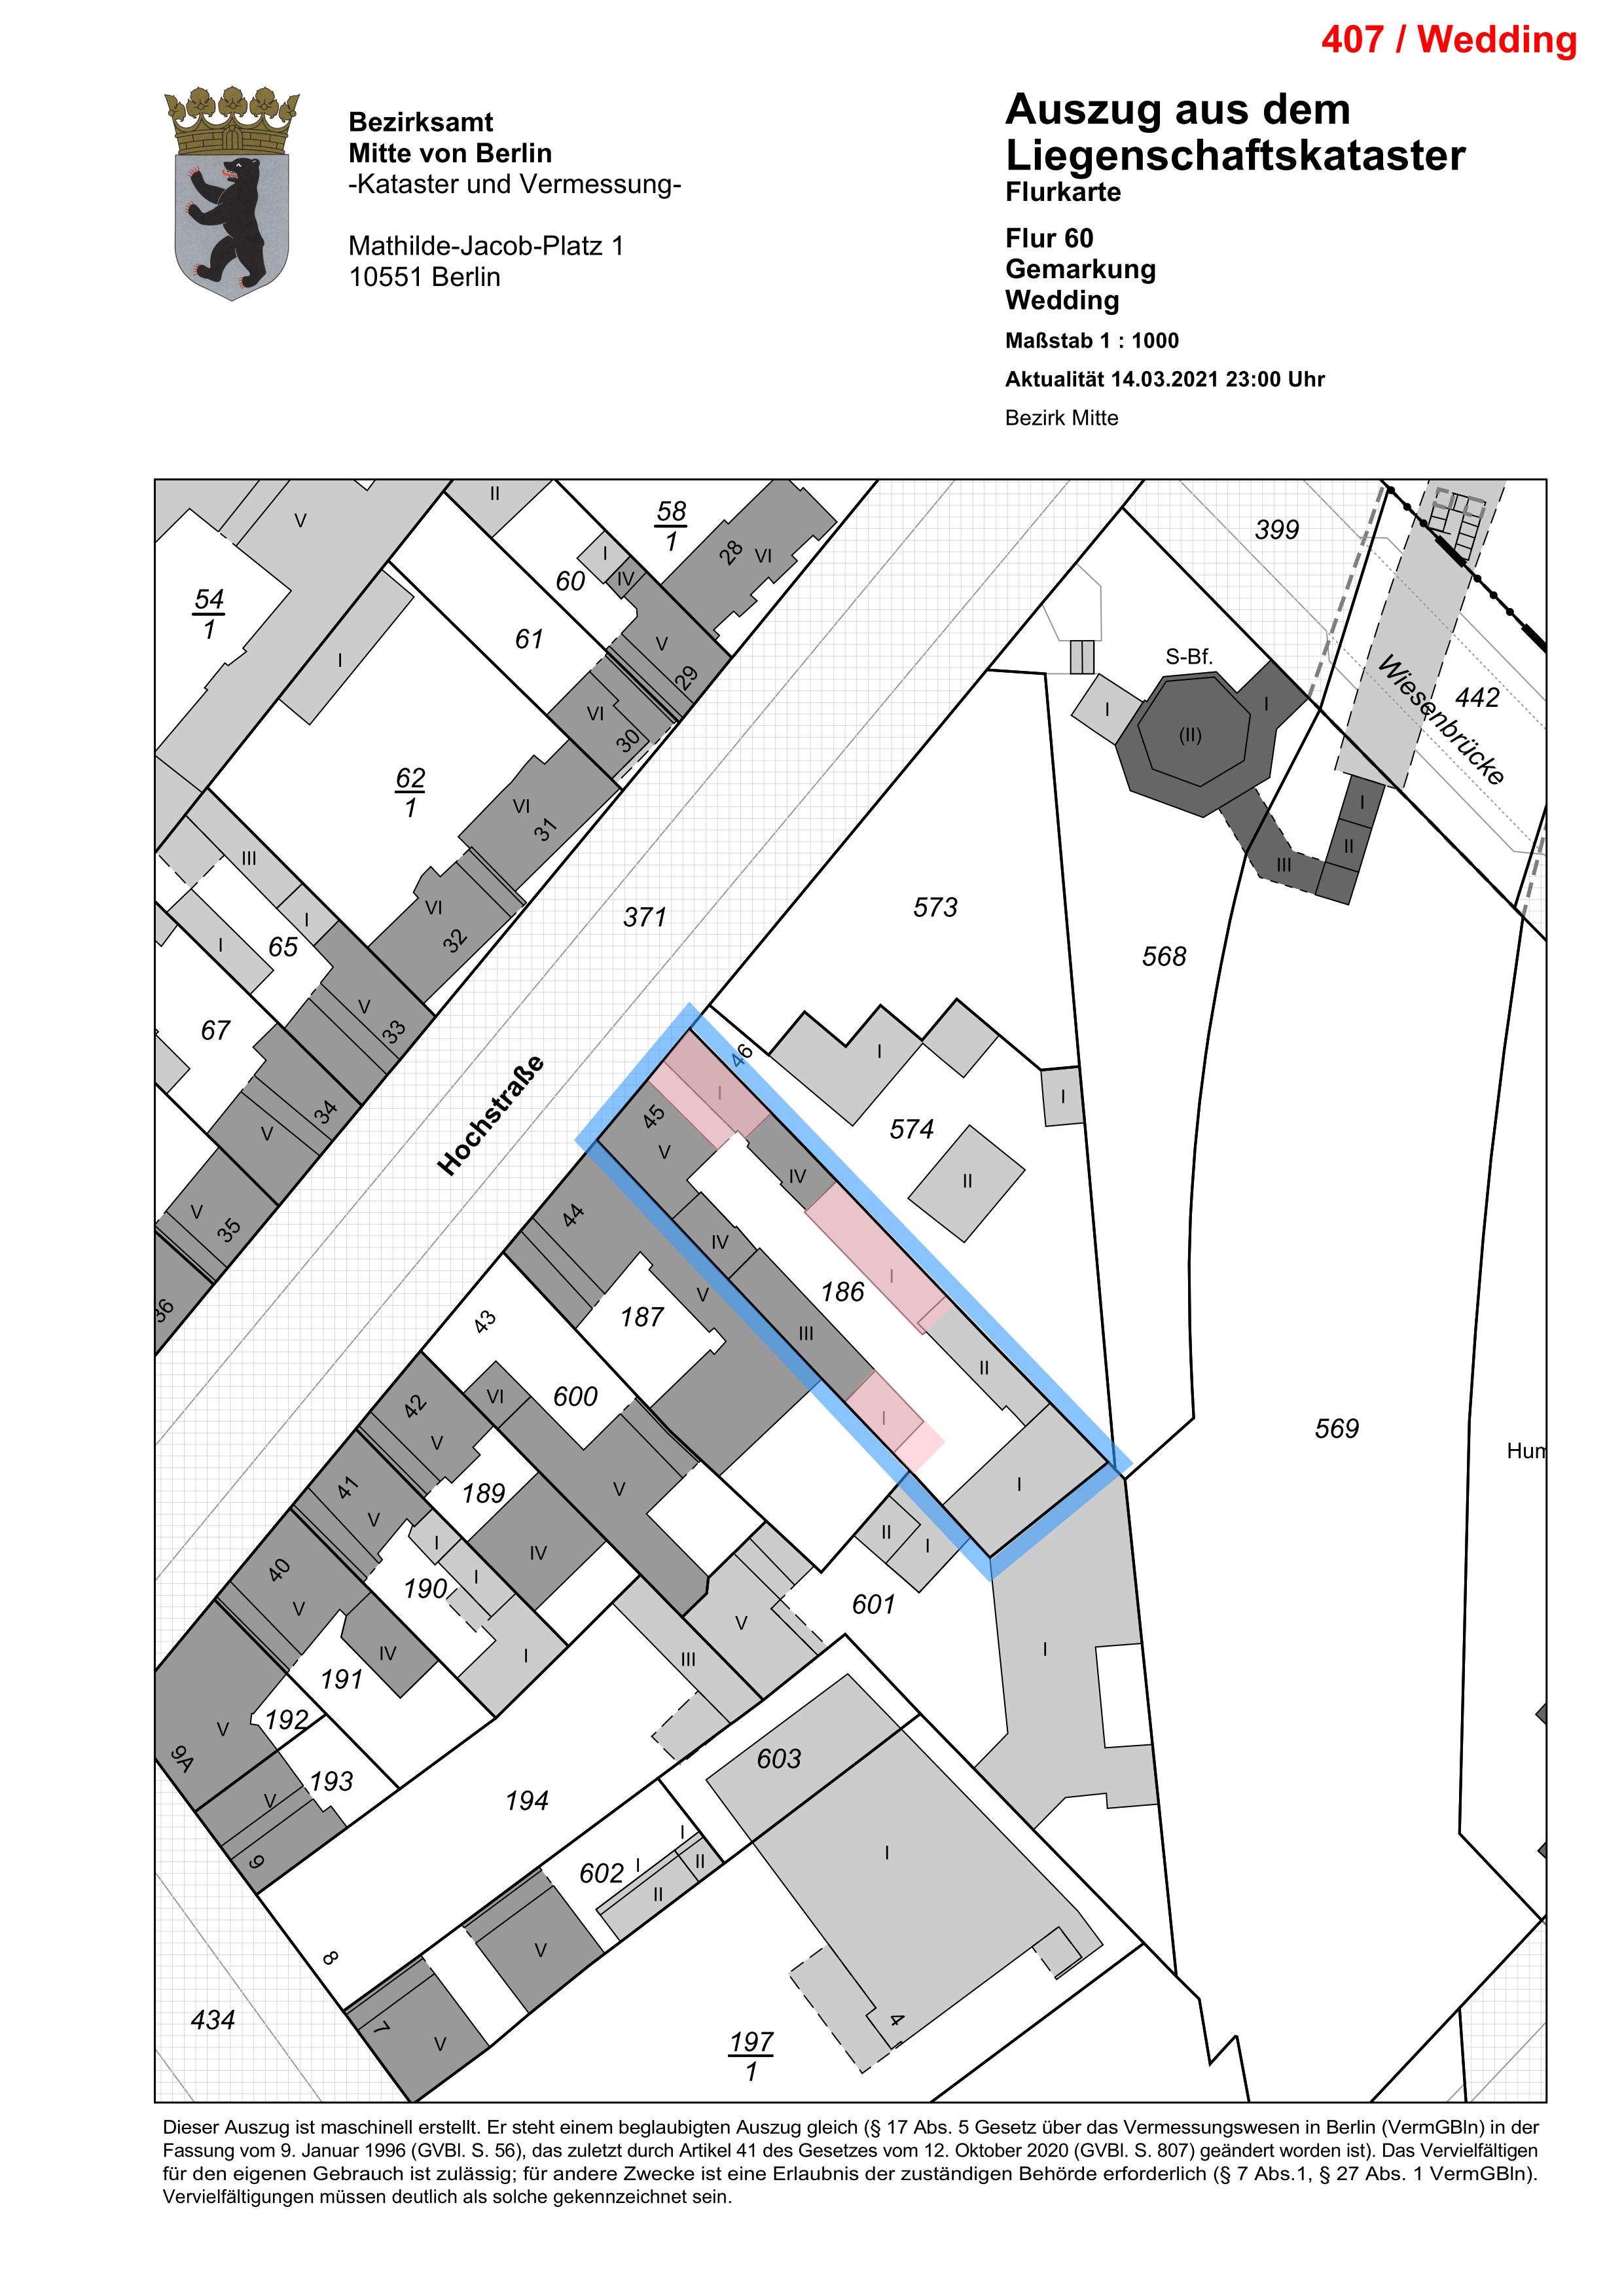 407 / Wedding
Bezirksamt
Mitte von Berlin
-Kataster und Vermessung-
Mathilde-Jacob-Platz 1
10551 Berlin
Auszug aus dem
Liegenschaftskataster
Flurkarte
Flur 60
Gemarkung
Wedding
Maßstab 1 : 1000
Aktualität 14.03.2021 23:00 Uhr
Bezirk Mitte
II
V
58
1
28
VI
399
I
IV
60
54
1
61
V
29
S-Bf.
I
Wiesenbrücke
442
VI
30
I
I
(II)
62
1
VI
31
I
II
III
III
VI
32
I
371
573
65
I
568
67
V
33
46
I
34
V
45
V
I
I
574
Hochstraße
IV
II
V
35
44
IV
I
186
36
43
187
V
III
II
569
42
V
VI
600
I
Hum
41
V
189
V
I
40
V
I
IV
II
I
190
I
601
V
IV
I
III
I
191
192
V
9A
603
193
V
194
9
602
I
I
II
II
I
8
V
434
7
V
4
197
1
Dieser Auszug ist maschinell erstellt. Er steht einem beglaubigten Auszug gleich (§ 17 Abs. 5 Gesetz über das Vermessungswesen in Berlin (VermGBln) in der
Fassung vom 9. Januar 1996 (GVBl. S. 56), das zuletzt durch Artikel 41 des Gesetzes vom 12. Oktober 2020 (GVBl. S. 807) geändert worden ist). Das Vervielfältigen
für den eigenen Gebrauch ist zulässig; für andere Zwecke ist eine Erlaubnis der zuständigen Behörde erforderlich (§ 7 Abs.1, § 27 Abs. 1 VermGBln).
Vervielfältigungen müssen deutlich als solche gekennzeichnet sein.